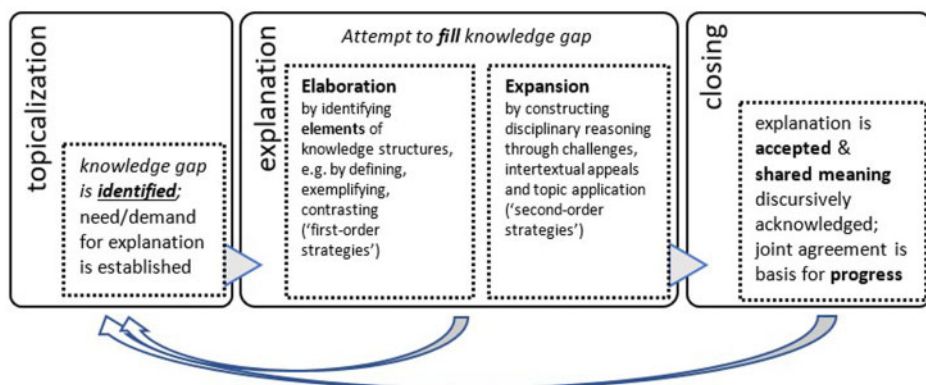 topicalization
knowledge gap
is identified;
need/demand
for explanation
is established
explanation
Attempt to fill knowledge gap
Elaboration
by identifying
elements of
knowledge structures,
e.g. by defining,
exemplifying,
contrasting
(‘first-order
strategies’)
Expansion
by constructing
disciplinary reasoning
through challenges,
intertextual appeals
and topic application
(‘second-order
strategies’)
closing
explanation is
accepted &
shared meaning
discursively
acknowledged;
joint agreement is
basis for progress